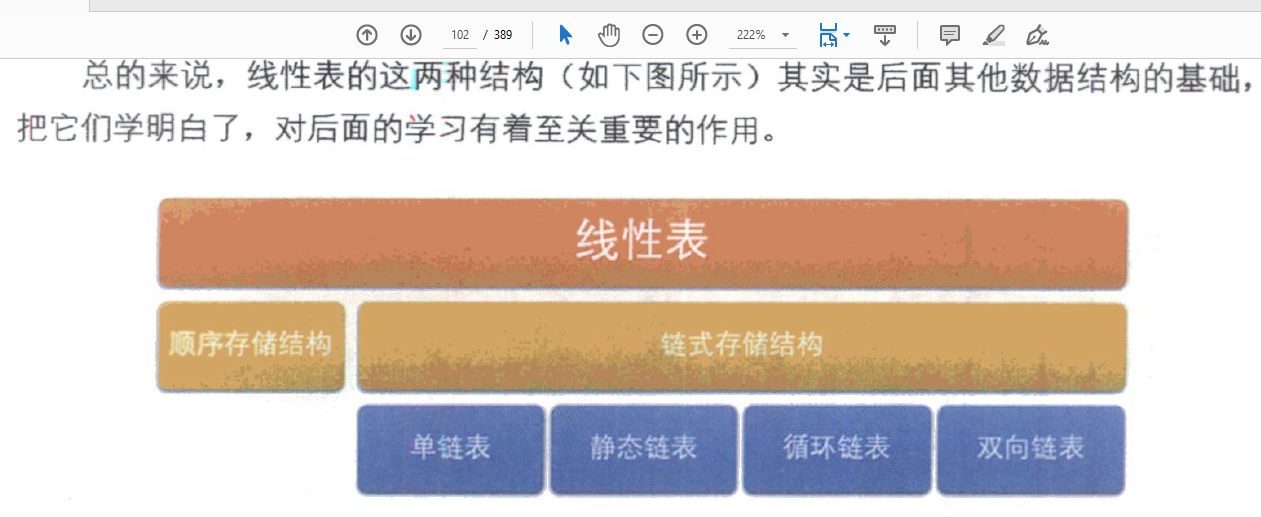 102 / 389 222%
总的来说，线性表的这两种结构（如下图所示）其实是后面其他数据结构的基础，
把它们学明白了，对后面的学习有着至关重要的作用。
线性表
顺序存储结构 链式存储结构
单链表 静态链表 循环链表 双向链表